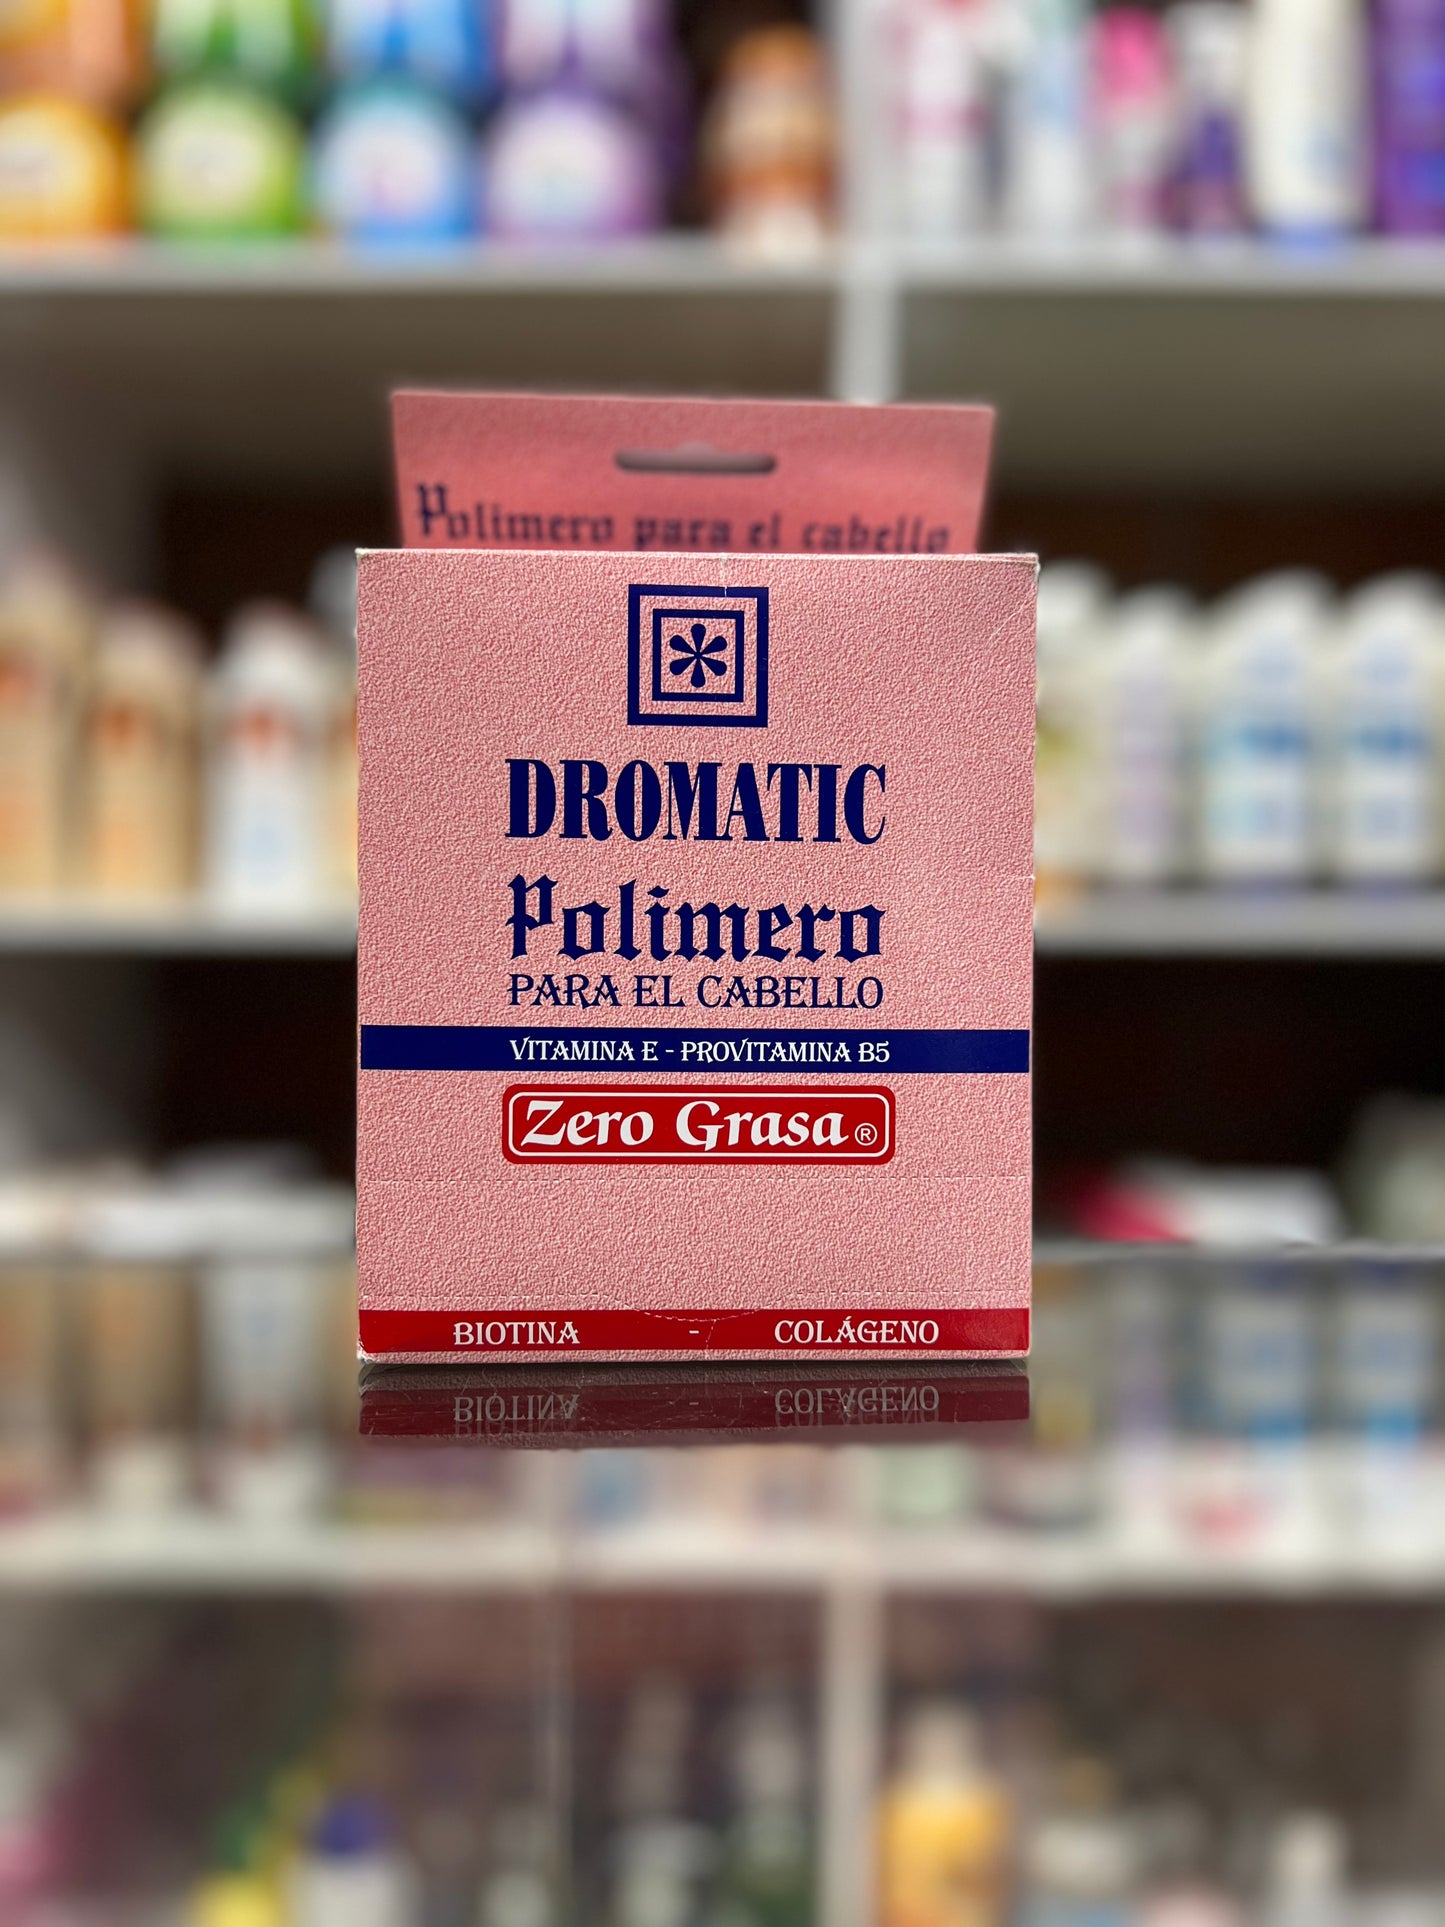 Polimero para el cabello
DROMATIC
Polimero
PARA EL CABELLO
VITAMINA E - PROVITAMINA B5
Zero Grasa ®
BIOTINA - COLÁGENO